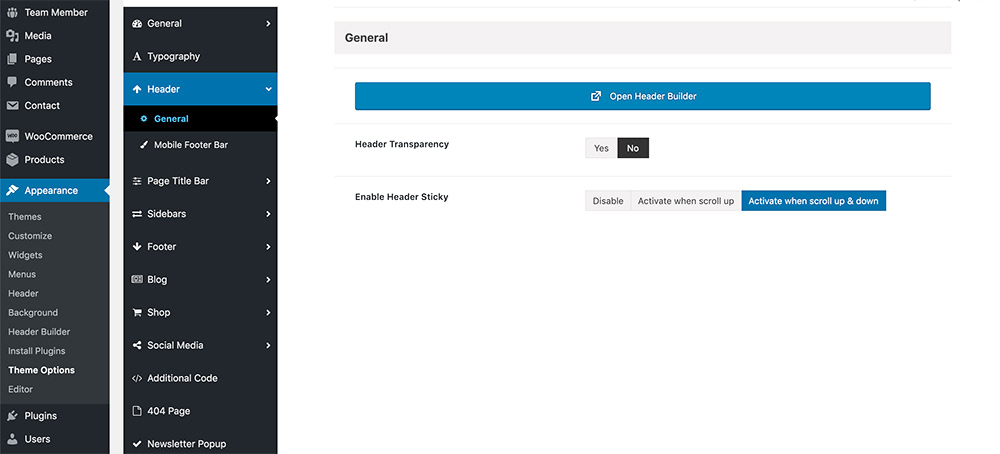 Team Member
Media
Pages
Comments
Contact
WOO WooCommerce
Products
Appearance
Themes
Customize
Widgets
Menus
Header
Background
Header Builder
Install Plugins
Theme Options
Editor
Plugins
Users
General
A Typography
Header
General
Mobile Footer Bar
Page Title Bar
Sidebars
Footer
Blog
Shop
Social Media
</> Additional Code
404 Page
Newsletter Popup
General
Open Header Builder
Header Transparency Yes No
Enable Header Sticky Disable Activate when scroll up Activate when scroll up & down